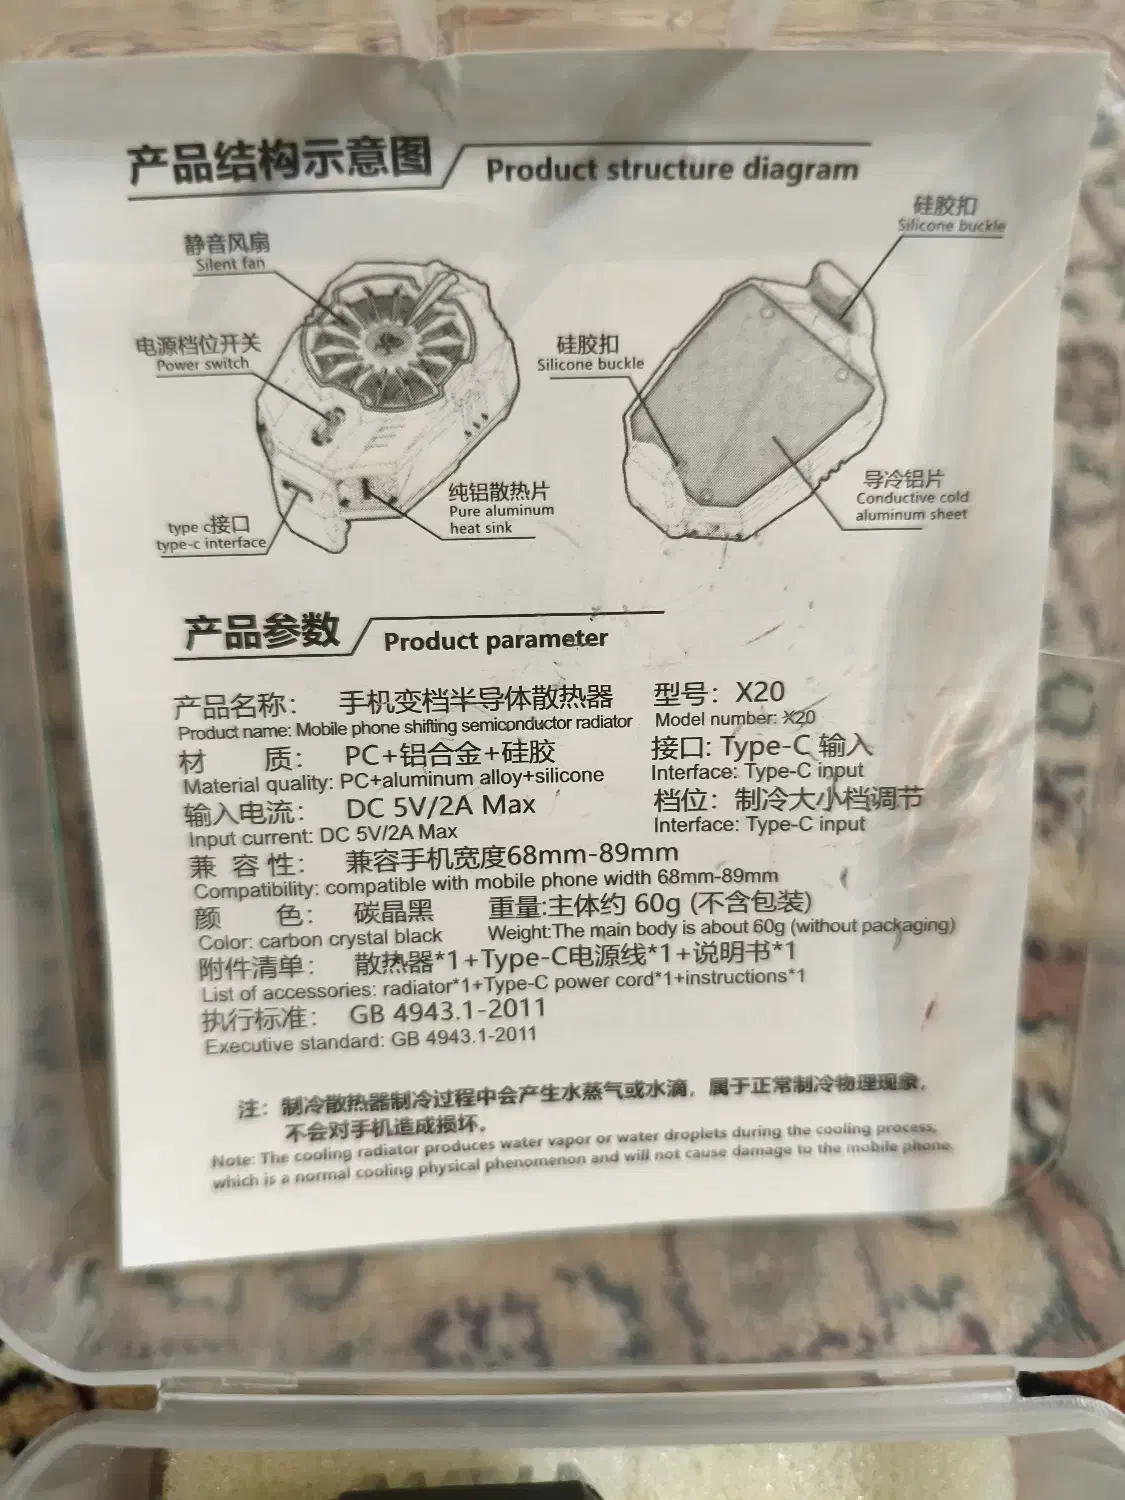 产品结构示意图 Product structure diagram
硅胶扣
Silicone buckle
静音风扇
Silent fan
电源档位开关
Power switch
硅胶扣
Silicone buckle
纯铝散热片
Pure aluminum
heat sink
导冷铝片
Conductive cold
aluminum sheet
type c接口
type-c interface
产品参数 Product parameter
产品名称： 手机变档半导体散热器 型号：X20
Product name: Mobile phone shifting semiconductor radiator Model number: X20
材 质： PC+铝合金+硅胶 接口: Type-C 输入
Material quality: PC+aluminum alloy+silicone Interface: Type-C input
输入电流： DC 5V/2A Max 档位：制冷大小档调节
Input current: DC 5V/2A Max Interface: Type-C input
兼 容 性： 兼容手机宽度68mm-89mm
Compatibility: compatible with mobile phone width 68mm-89mm
颜 色： 碳晶黑 重量:主体约 60g (不含包装)
Color: carbon crystal black Weight:The main body is about 60g (without packaging)
附件清单： 散热器*1+Type-C电源线*1+说明书*1
List of accessories: radiator*1+Type-C power cord*1+instructions*1
执行标准： GB 4943.1-2011
Executive standard: GB 4943.1-2011
注：制冷散热器制冷过程中会产生水蒸气或水滴，属于正常制冷物理现象，
不会对手机造成损坏。
Note: The cooling radiator produces water vapor or water droplets during the cooling process,
which is a normal cooling physical phenomenon and will not cause damage to the mobile phone.